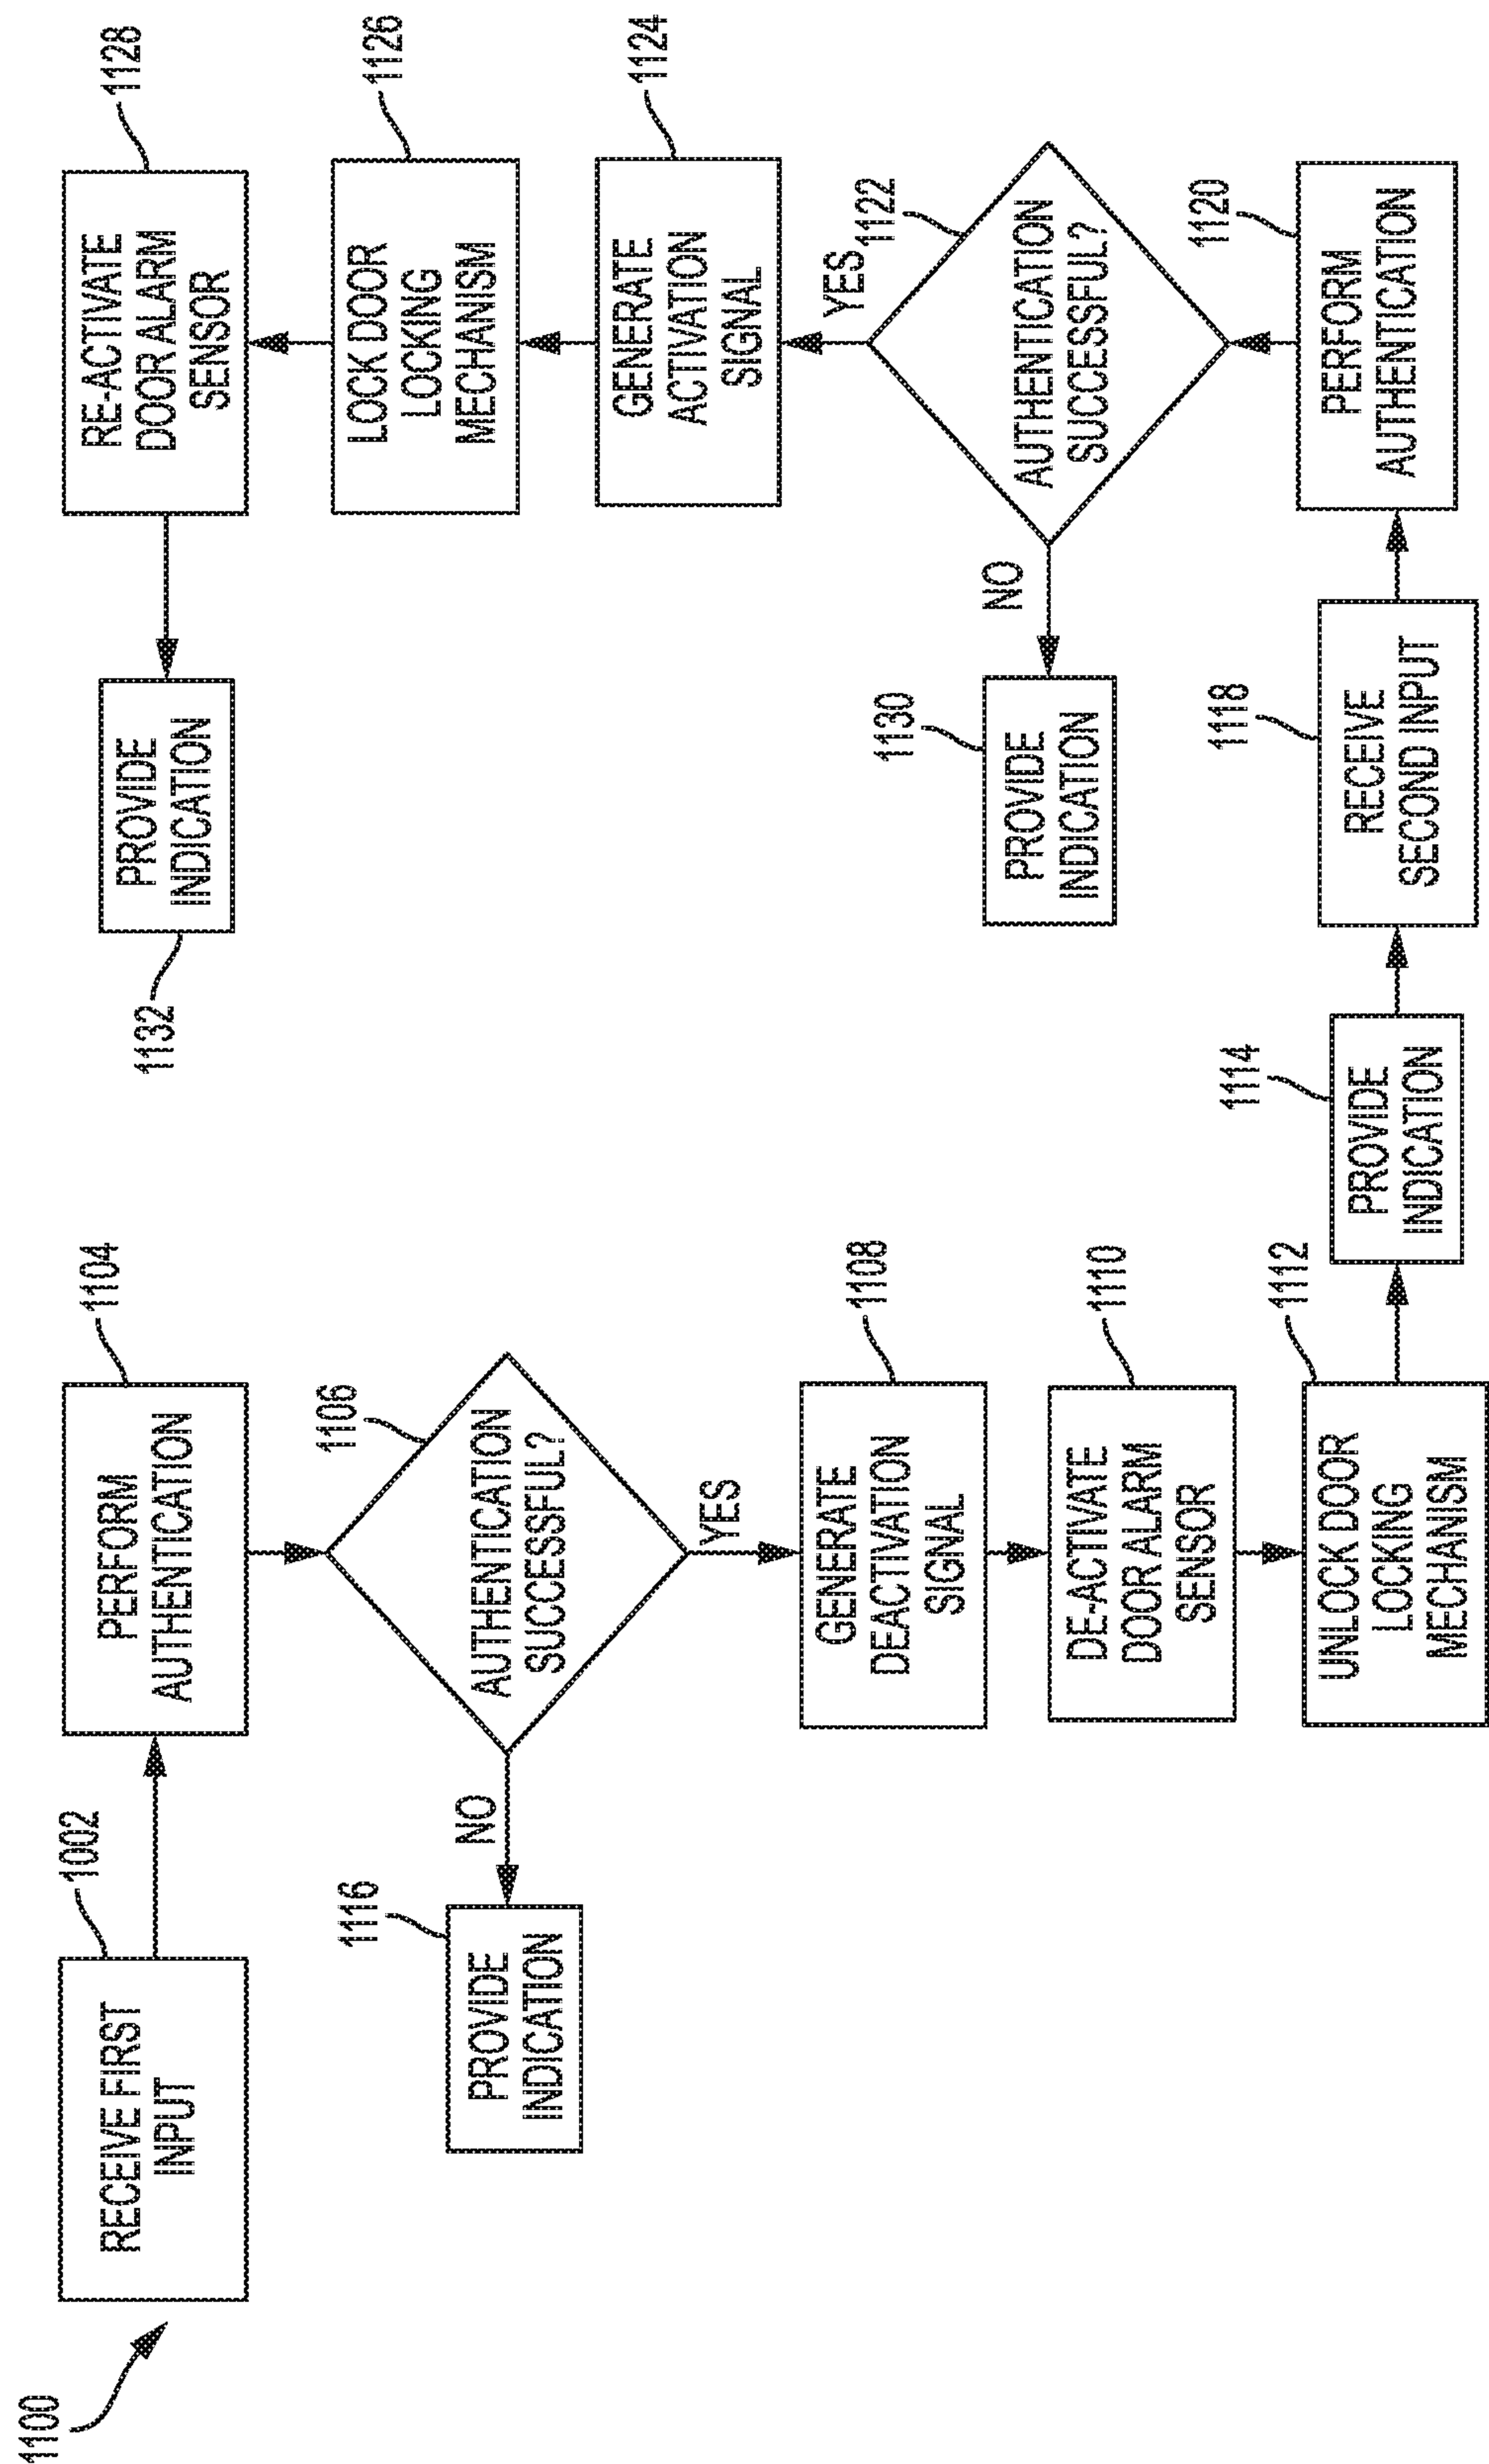 1100
1002
RECEIVE FIRST
INPUT
1104
PERFORM
AUTHENTICATION
1106
AUTHENTICATION
SUCCESSFUL?
NO
1116
PROVIDE
INDICATION
YES
1108
GENERATE
DEACTIVATION
SIGNAL
1110
DE-ACTIVATE
DOOR ALARM
SENSOR
1112
UNLOCK DOOR
LOCKING
MECHANISM
1114
PROVIDE
INDICATION
1118
RECEIVE
SECOND INPUT
1120
PERFORM
AUTHENTICATION
1122
AUTHENTICATION
SUCCESSFUL?
NO
1130
PROVIDE
INDICATION
YES
1124
GENERATE
ACTIVATION
SIGNAL
1126
LOCK DOOR
LOCKING
MECHANISM
1128
RE-ACTIVATE
DOOR ALARM
SENSOR
PROVIDE
INDICATION
1132